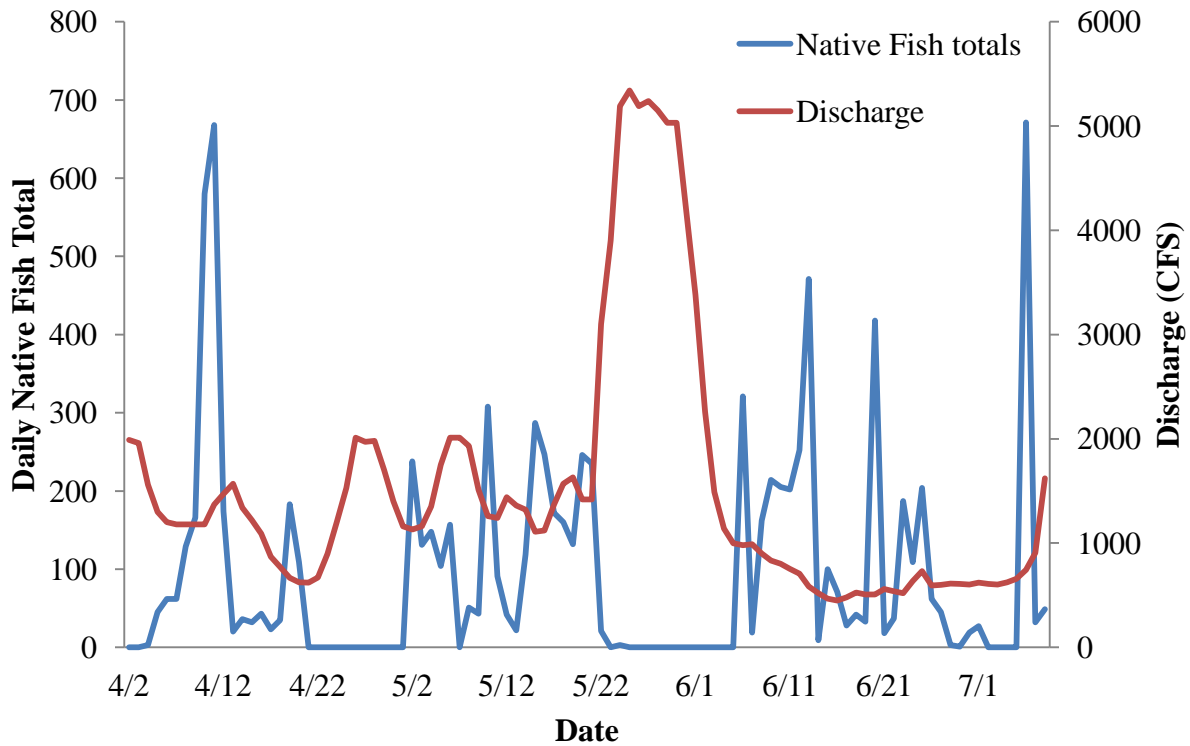 800
700
600
500
400
300
200
100
0
Daily Native Fish Total
Native Fish totals
Discharge
6000
5000
4000
3000
2000
1000
0
Discharge (CFS)
4/2 4/12 4/22 5/2 5/12 5/22 6/1 6/11 6/21 7/1
Date